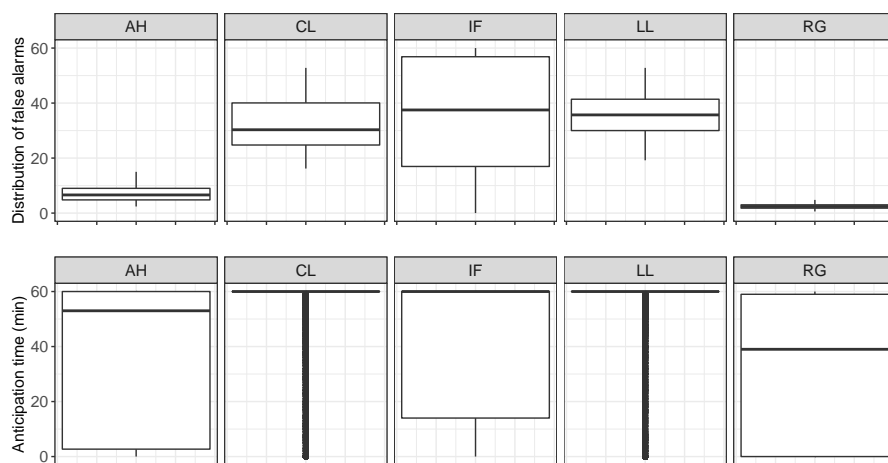 AH CL IF LL RG
Distribution of false alarms
60
40
20
0
AH CL IF LL RG
Anticipation time (min)
60
40
20
0